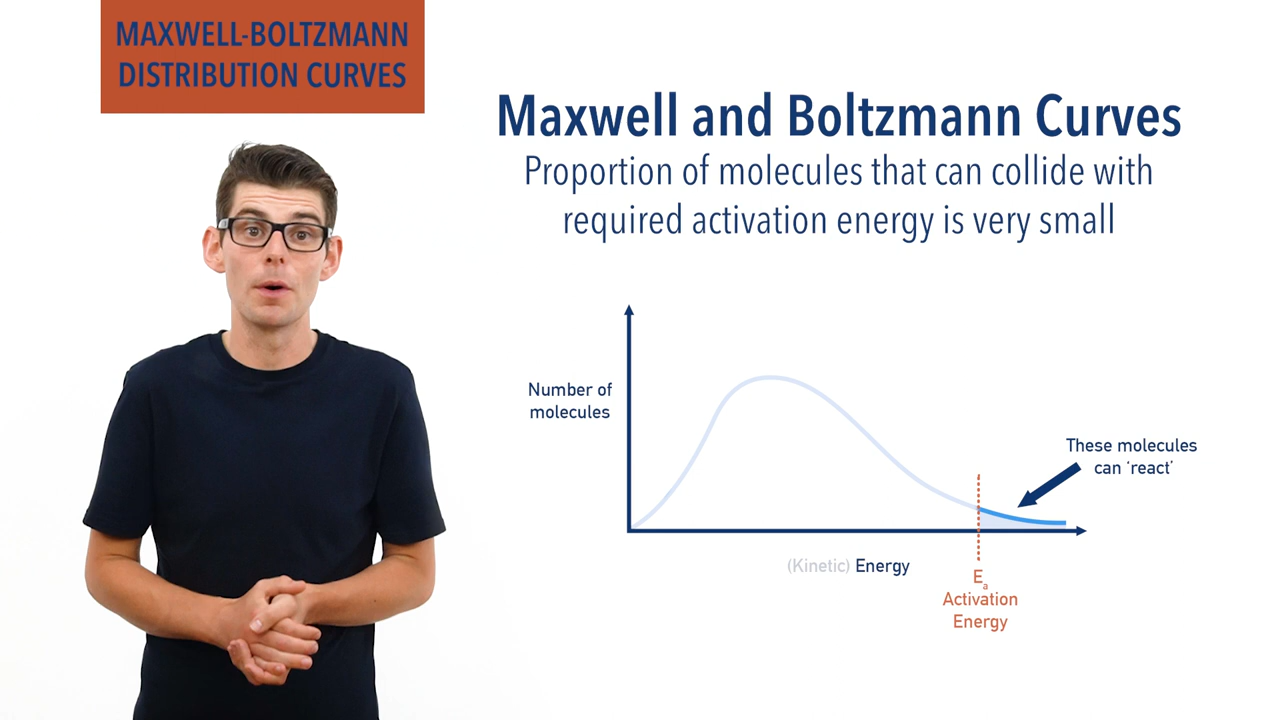 MAXWELL-BOLTZMANN
DISTRIBUTION CURVES
Maxwell and Boltzmann Curves
Proportion of molecules that can collide with
required activation energy is very small
Number of
molecules
These molecules
can ‘react’
(Kinetic) Energy
Ea
Activation
Energy